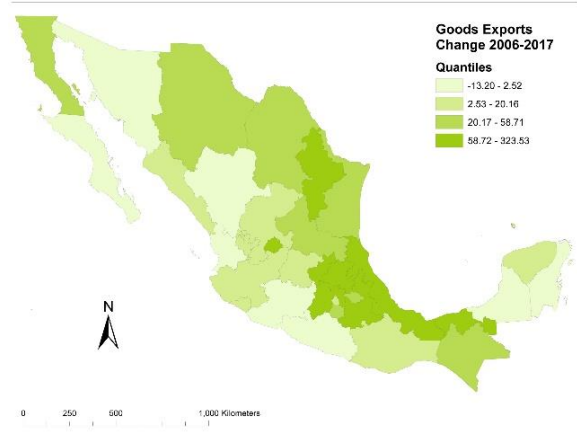 Goods Exports
Change 2006-2017
Quantiles
-13.20 - 2.52
2.53 - 20.16
20.17 - 58.71
58.72 - 323.53
N
0 250 500 1,000 Kilometers